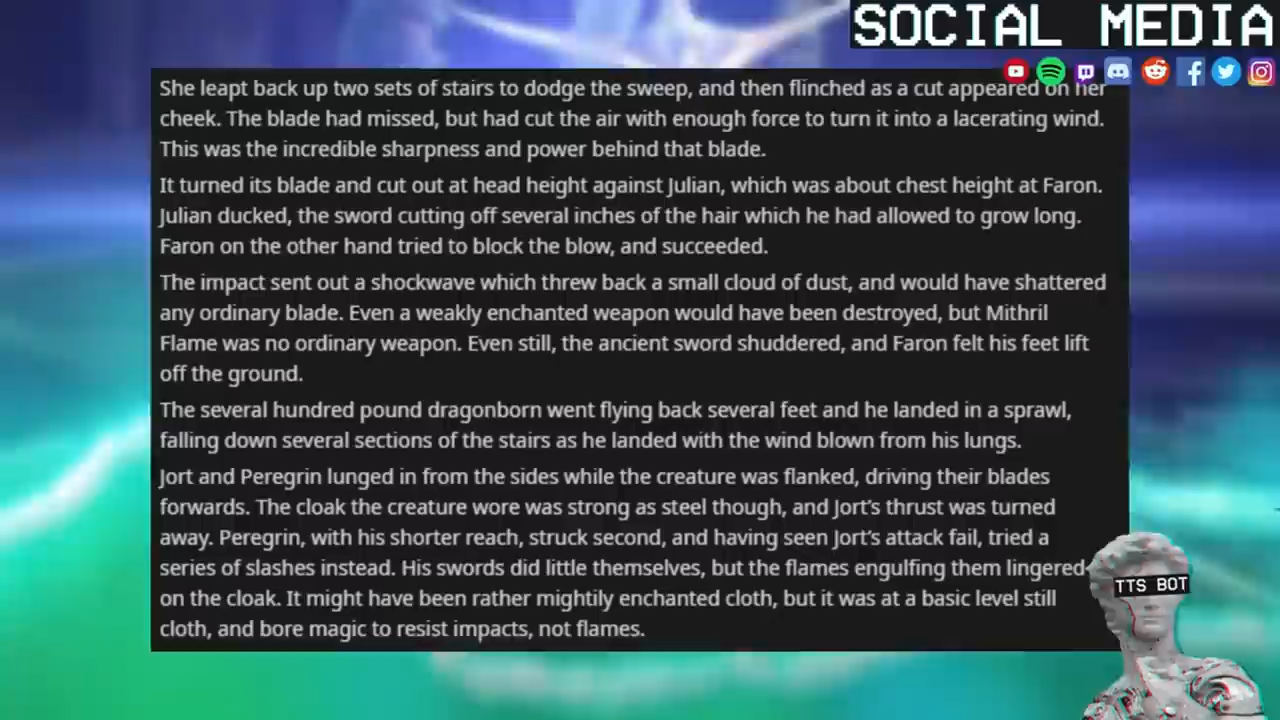 SOCIAL MEDIA
She leapt back up two sets of stairs to dodge the sweep, and then flinched as a cut appeared on her
cheek. The blade had missed, but had cut the air with enough force to turn it into a lacerating wind.
This was the incredible sharpness and power behind that blade.
It turned its blade and cut out at head height against Julian, which was about chest height at Faron.
Julian ducked, the sword cutting off several inches of the hair which he had allowed to grow long.
Faron on the other hand tried to block the blow, and succeeded.
The impact sent out a shockwave which threw back a small cloud of dust, and would have shattered
any ordinary blade. Even a weakly enchanted weapon would have been destroyed, but Mithril
Flame was no ordinary weapon. Even still, the ancient sword shuddered, and Faron felt his feet lift
off the ground.
The several hundred pound dragonborn went flying back several feet and he landed in a sprawl,
falling down several sections of the stairs as he landed with the wind blown from his lungs.
Jort and Peregrin lunged in from the sides while the creature was flanked, driving their blades
forwards. The cloak the creature wore was strong as steel though, and Jort’s thrust was turned
away. Peregrin, with his shorter reach, struck second, and having seen Jort’s attack fail, tried a
series of slashes instead. His swords did little themselves, but the flames engulfing them lingered
on the cloak. It might have been rather mightily enchanted cloth, but it was at a basic level still
cloth, and bore magic to resist impacts, not flames.
TTS BOT